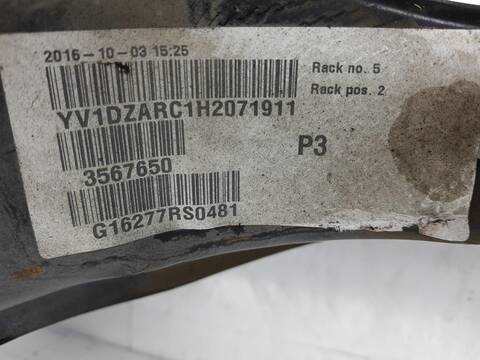 2016-10-03 15:25
Rack no. 5
Rack pos. 2
YV1DZARC1H2071911
P3
3567650
G16277RS0481